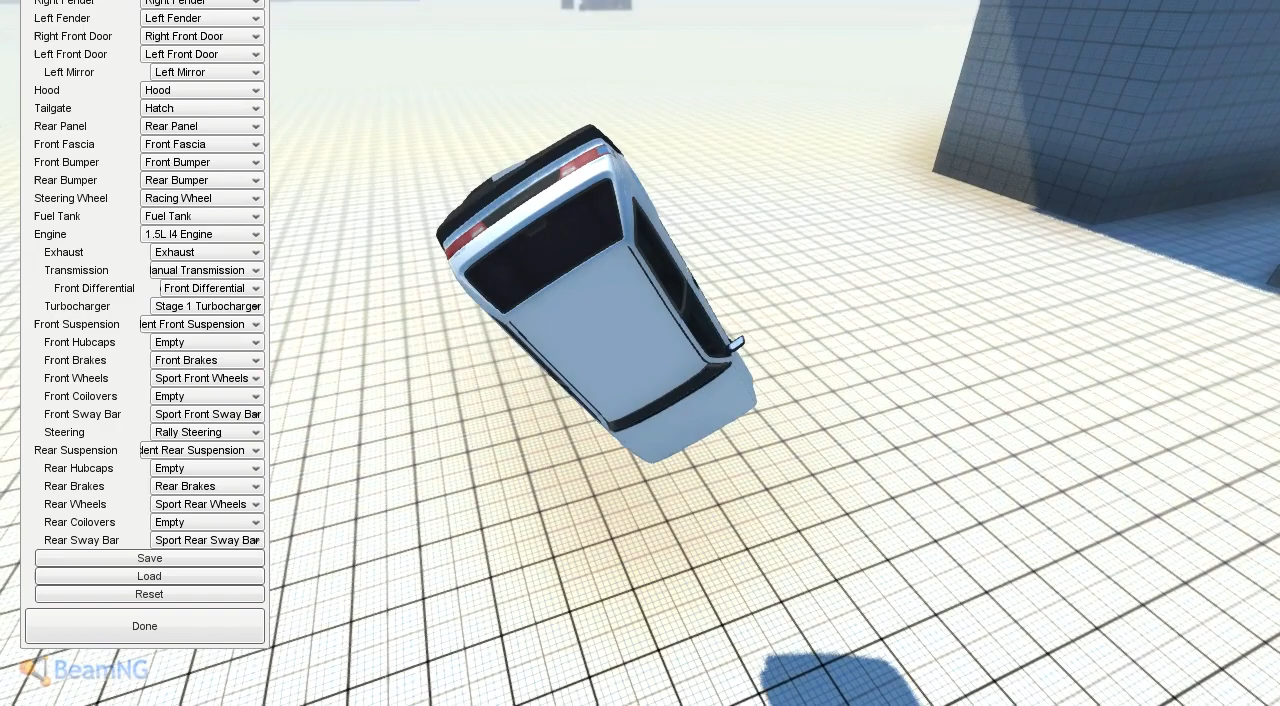 Right Fender Right Fender
Left Fender Left Fender
Right Front Door Right Front Door
Left Front Door Left Front Door
Left Mirror Left Mirror
Hood Hood
Tailgate Hatch
Rear Panel Rear Panel
Front Fascia Front Fascia
Front Bumper Front Bumper
Rear Bumper Rear Bumper
Steering Wheel Racing Wheel
Fuel Tank Fuel Tank
Engine 1.5L I4 Engine
Exhaust Exhaust
Transmission anual Transmission
Front Differential Front Differential
Turbocharger Stage 1 Turbocharger
Front Suspension dent Front Suspension
Front Hubcaps Empty
Front Brakes Front Brakes
Front Wheels Sport Front Wheels
Front Coilovers Empty
Front Sway Bar Sport Front Sway Bar
Steering Rally Steering
Rear Suspension dent Rear Suspension
Rear Hubcaps Empty
Rear Brakes Rear Brakes
Rear Wheels Sport Rear Wheels
Rear Coilovers Empty
Rear Sway Bar Sport Rear Sway Bar
Save
Load
Reset
Done
BeamNG